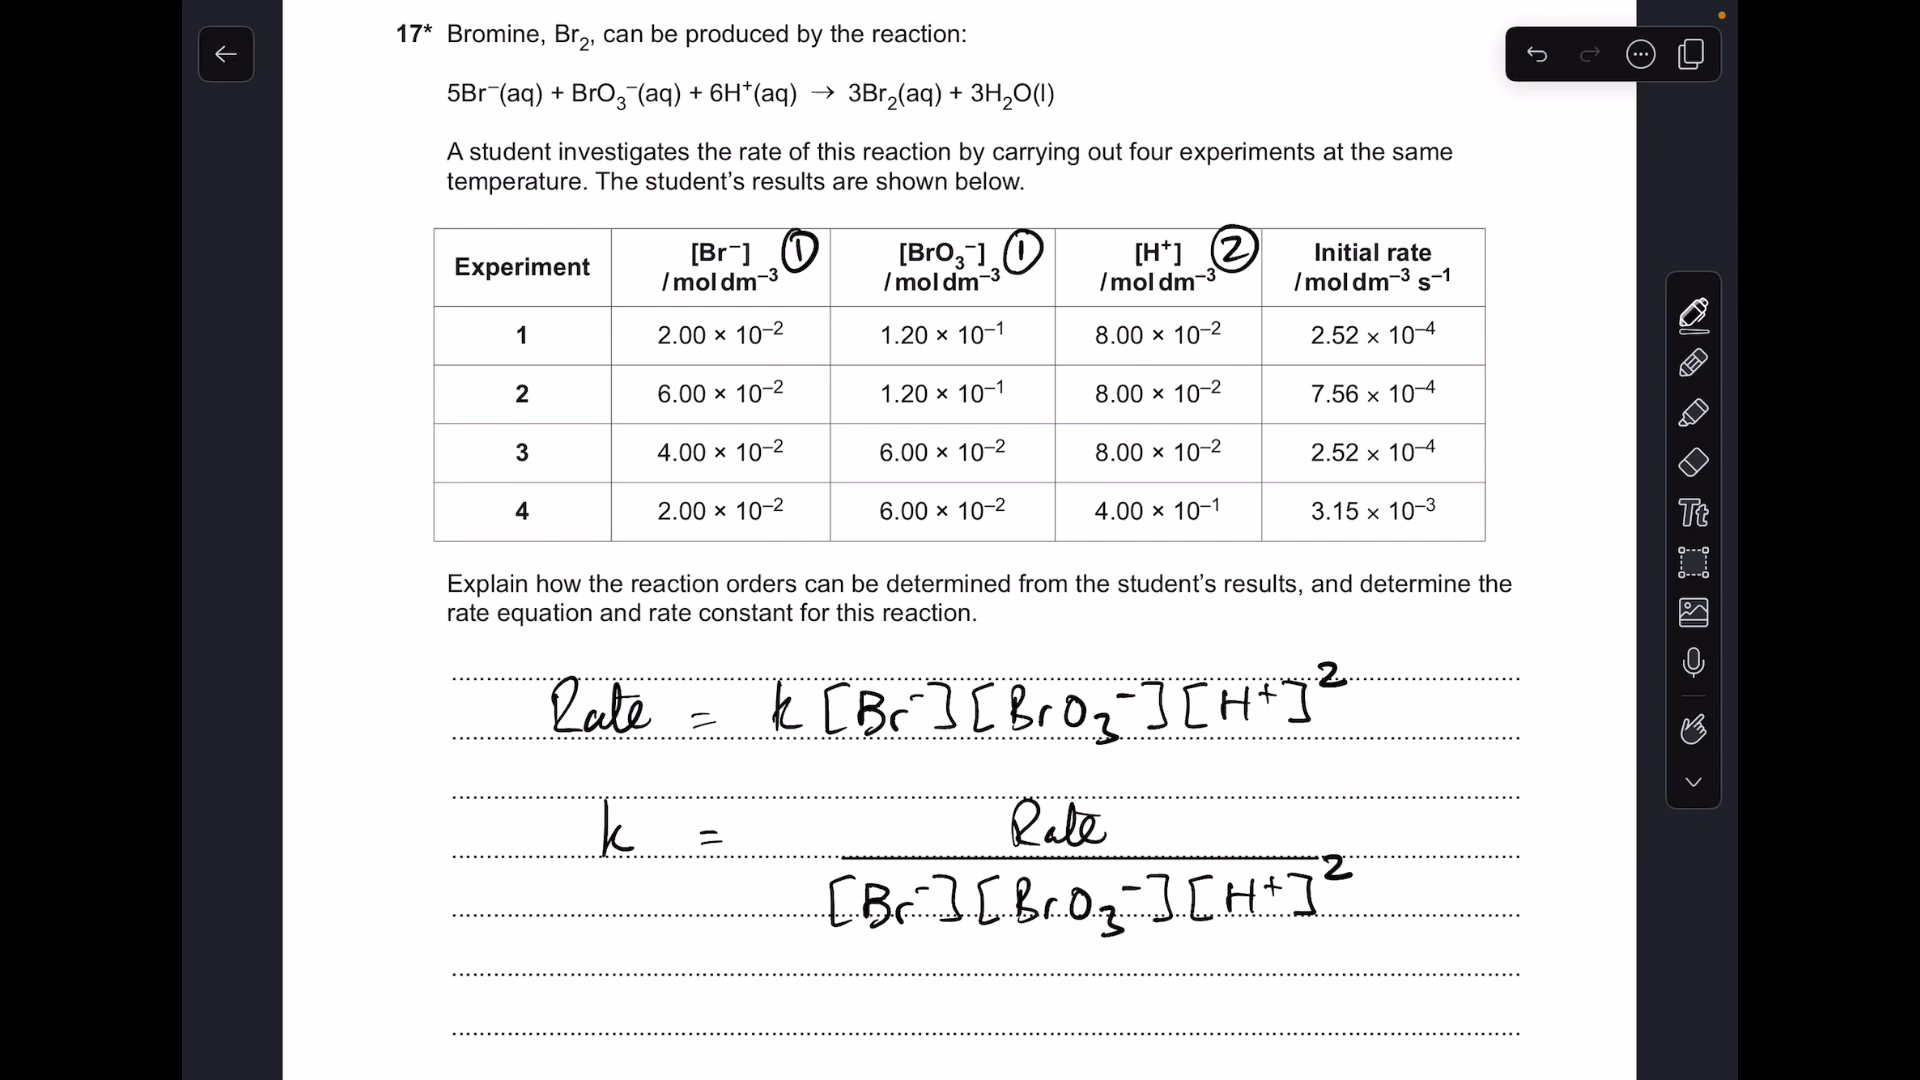 17* Bromine, Br₂, can be produced by the reaction:
5Br⁻(aq) + BrO₃⁻(aq) + 6H⁺(aq) → 3Br₂(aq) + 3H₂O(l)
A student investigates the rate of this reaction by carrying out four experiments at the same
temperature. The student's results are shown below.
Experiment [Br⁻] /mol dm⁻³ ① [BrO₃⁻] /mol dm⁻³ ① [H⁺] /mol dm⁻³ ② Initial rate /mol dm⁻³ s⁻¹
1 2.00 × 10⁻² 1.20 × 10⁻¹ 8.00 × 10⁻² 2.52 × 10⁻⁴
2 6.00 × 10⁻² 1.20 × 10⁻¹ 8.00 × 10⁻² 7.56 × 10⁻⁴
3 4.00 × 10⁻² 6.00 × 10⁻² 8.00 × 10⁻² 2.52 × 10⁻⁴
4 2.00 × 10⁻² 6.00 × 10⁻² 4.00 × 10⁻¹ 3.15 × 10⁻³
Explain how the reaction orders can be determined from the student's results, and determine the
rate equation and rate constant for this reaction.
Rate = k [Br⁻] [BrO₃⁻] [H⁺]²
k = Rate
[Br⁻] [BrO₃⁻] [H⁺]²
Tt